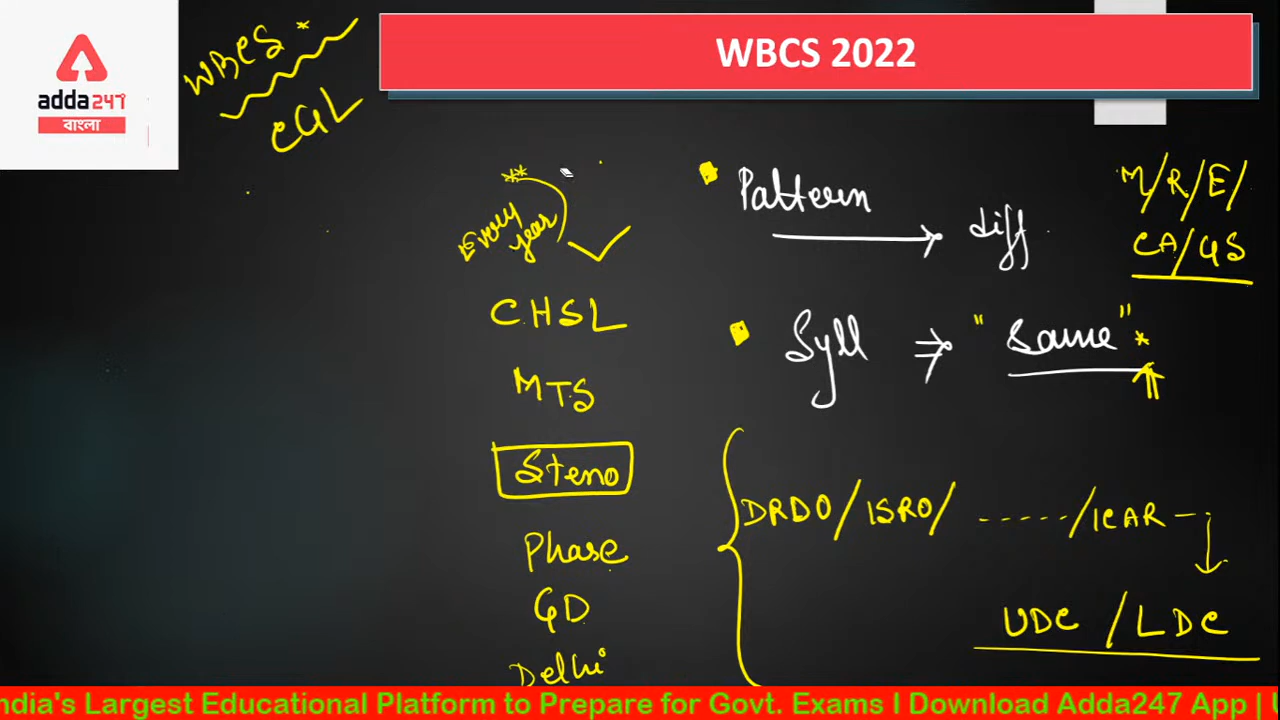 WBCS 2022
adda247
বাংলা
WBCS *
CGL
**
Every
year
CHSL
MTS
Steno
Phase
GD
Delhi
Pattern → diff
M/R/E/
CA/GS
Syll ⇒ "same" *
DRDO/ISRO/ ...... /ICAR
UDC / LDC
ndia's Largest Educational Platform to Prepare for Govt. Exams I Download Adda247 App |